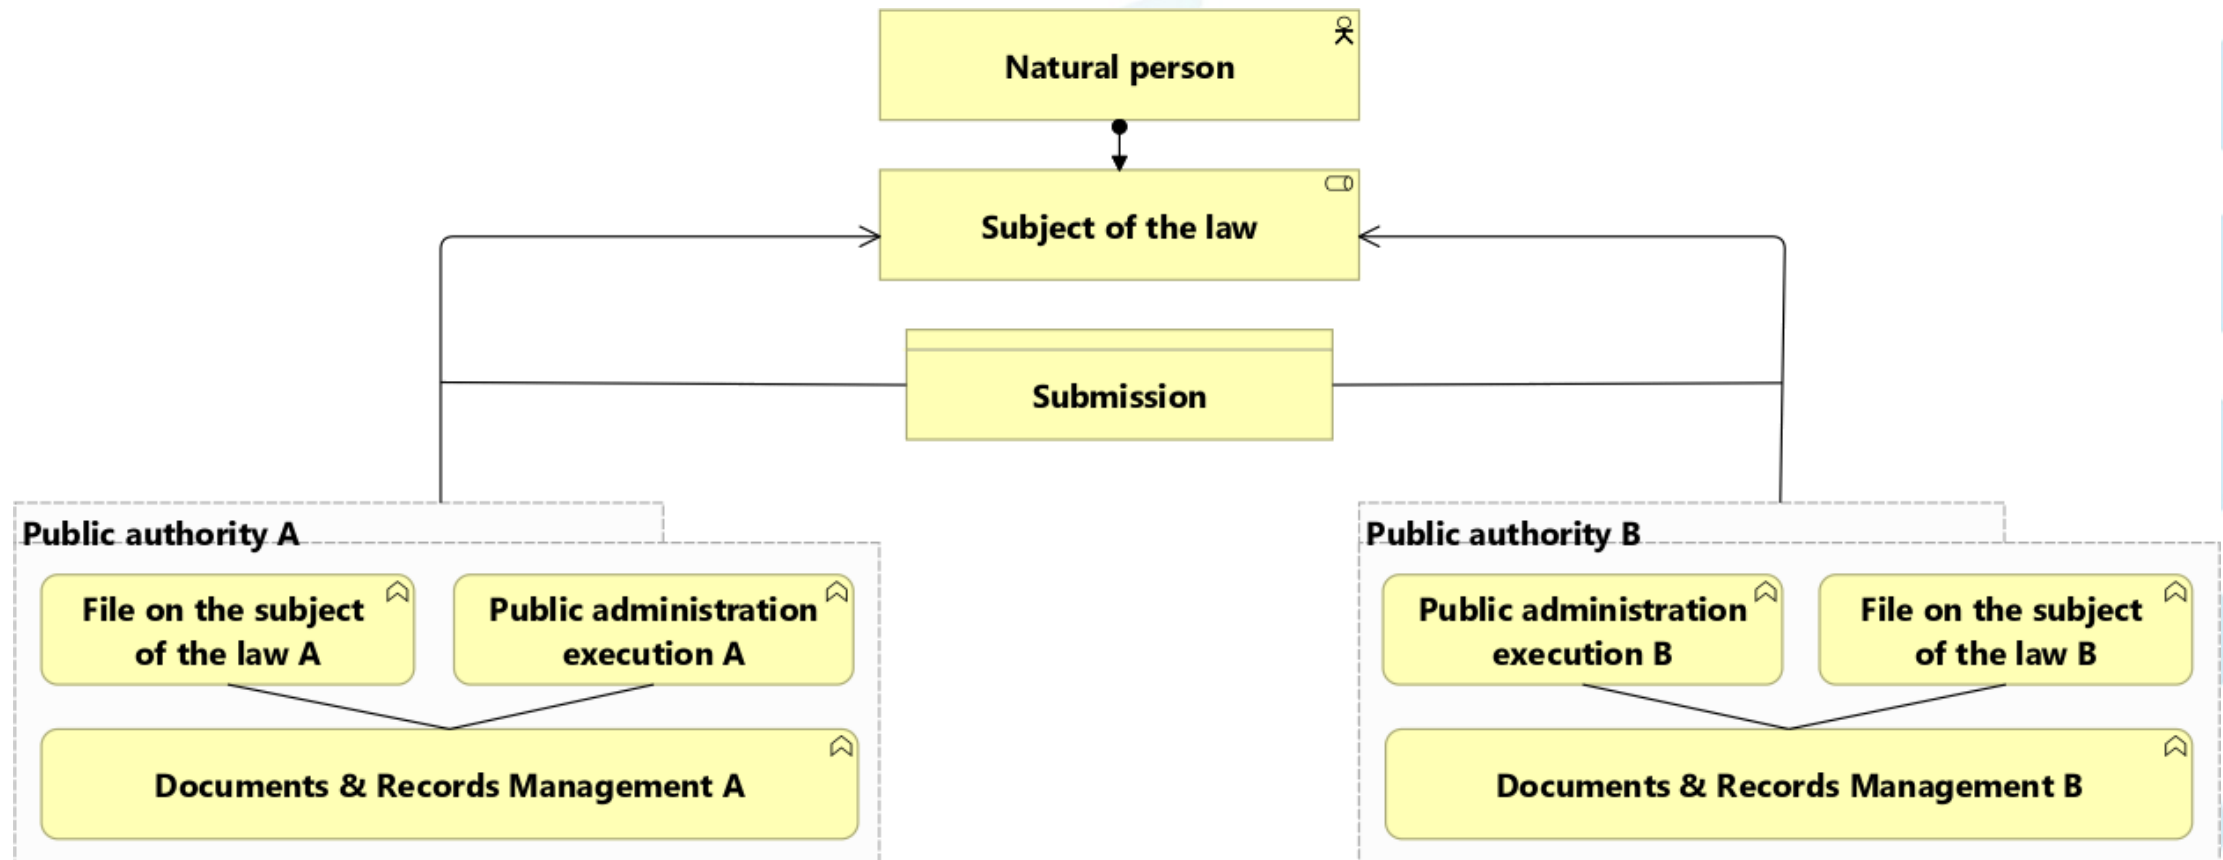 Natural person
Subject of the law
Submission
Public authority A
File on the subject
of the law A
Public administration
execution A
Documents & Records Management A
Public authority B
Public administration
execution B
File on the subject
of the law B
Documents & Records Management B